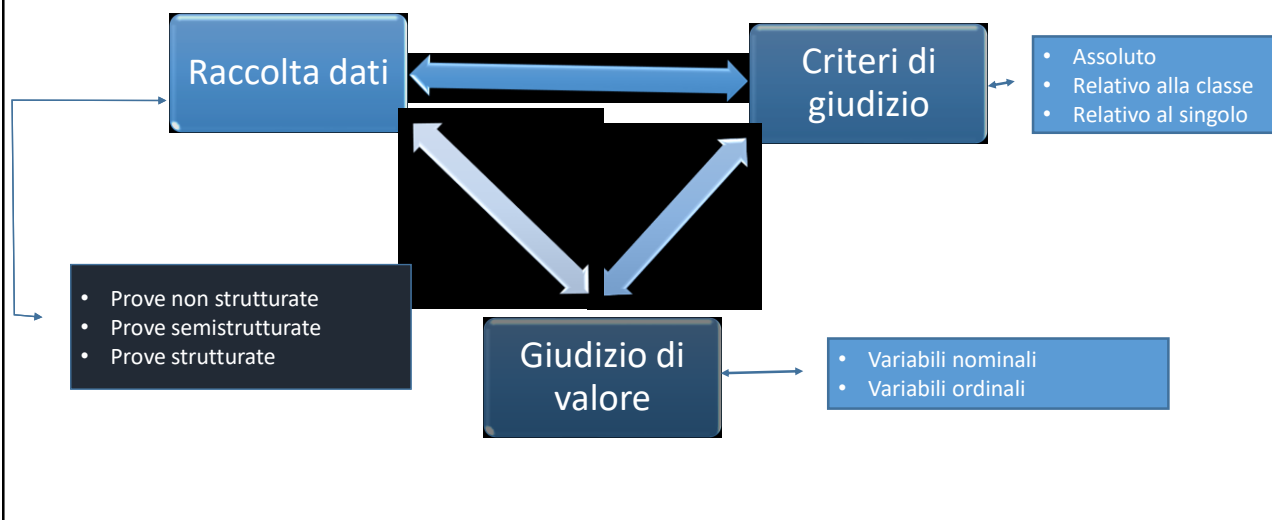 Raccolta dati
Criteri di
giudizio
• Assoluto
• Relativo alla classe
• Relativo al singolo
• Prove non strutturate
• Prove semistrutturate
• Prove strutturate
Giudizio di
valore
• Variabili nominali
• Variabili ordinali